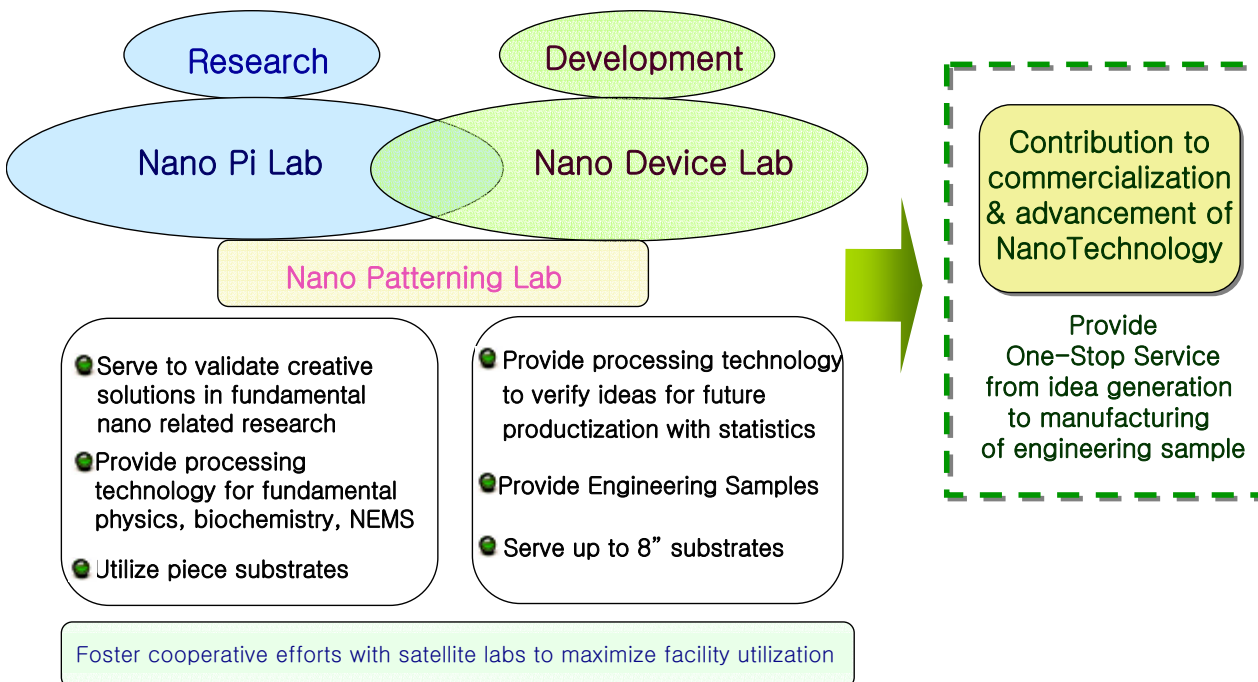 Research
Development
Nano Pi Lab
Nano Device Lab
Nano Patterning Lab
Serve to validate creative
solutions in fundamental
nano related research
Provide processing
technology for fundamental
physics, biochemistry, NEMS
Utilize piece substrates
Provide processing technology
to verify ideas for future
productization with statistics
Provide Engineering Samples
Serve up to 8” substrates
Foster cooperative efforts with satellite labs to maximize facility utilization
Contribution to
commercialization
& advancement of
NanoTechnology
Provide
One-Stop Service
from idea generation
to manufacturing
of engineering sample